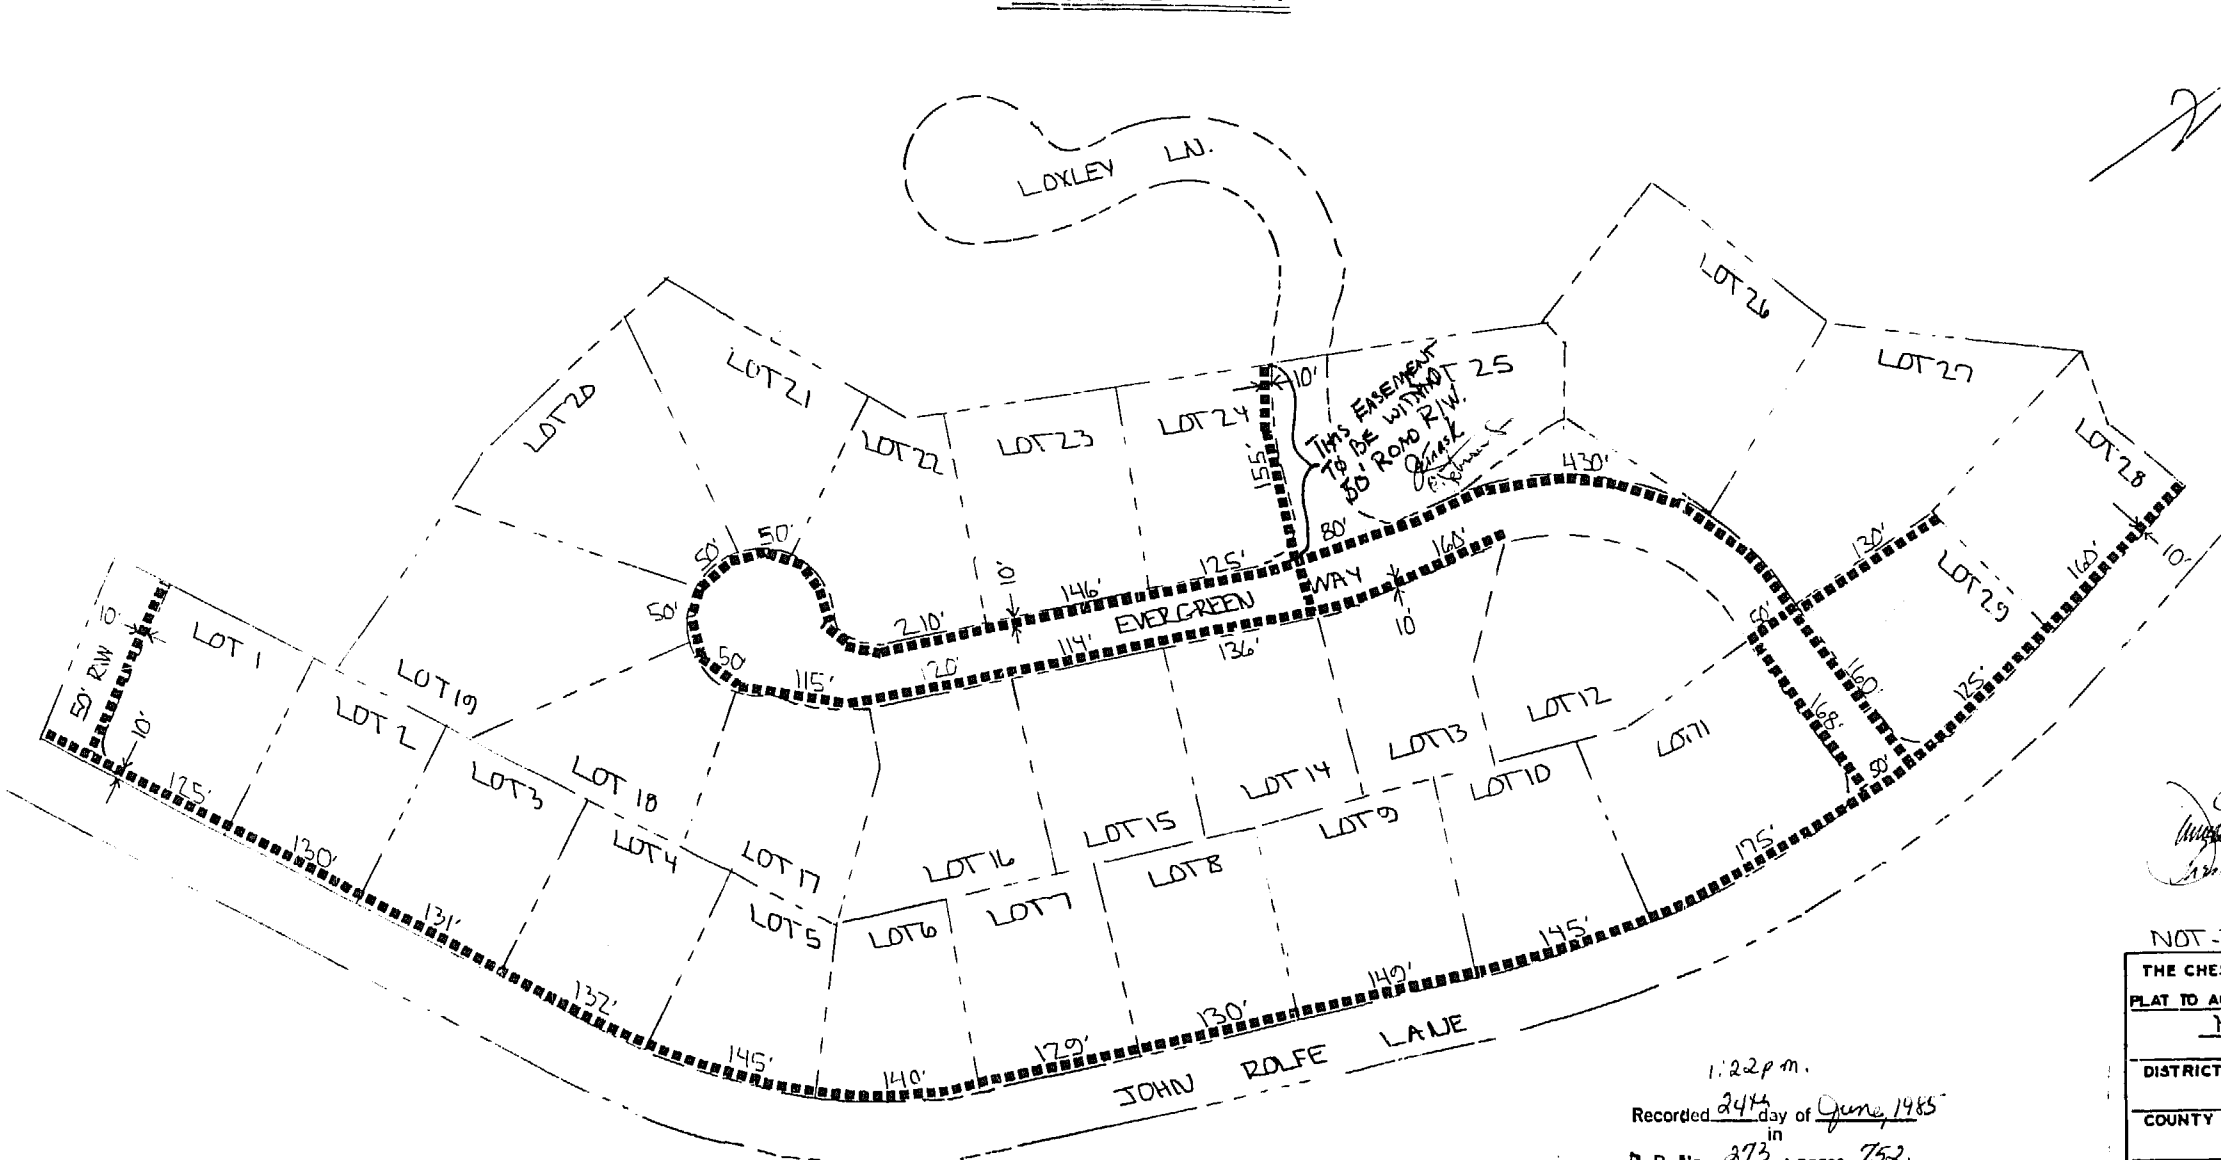 LOXLEY LN.
LOT 26
LOT 27
LOT 28
LOT 25
LOT 21
LOT 20
LOT 22
LOT 23
LOT 24
10'
THIS EASEMENT
TO BE WITHIN
50' ROAD R/W.
155'
430'
80'
160'
130'
LOT 29
160'
10'
50'
50'
50'
50'
210'
10'
146'
125'
EVERGREEN WAY
10'
115'
120'
114'
136'
50'
160'
168'
125'
50'
10'
50' R/W
10'
LOT 1
LOT 19
LOT 2
LOT 18
LOT 3
LOT 17
LOT 4
LOT 16
LOT 5
LOT 15
LOT 6
LOT 7
LOT 14
LOT 8
LOT 13
LOT 9
LOT 12
LOT 10
LOT 11
125'
130'
131'
132'
145'
140'
129'
130'
149'
145'
175'
JOHN ROLFE LANE
1:22 p m.
Recorded 24th day of June, 1985
in
273 752
NOT
THE CHE
PLAT TO A
DISTRICT
COUNTY